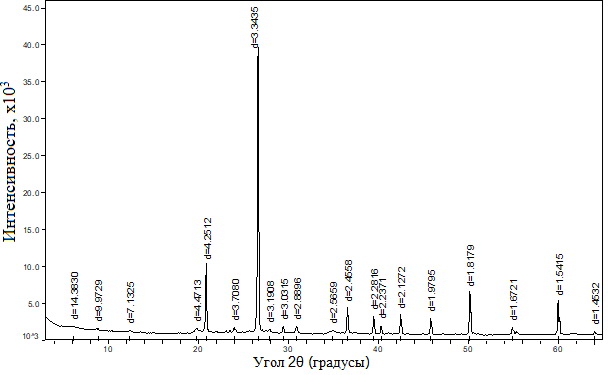 Интенсивность, x10³
45.0
40.0
35.0
30.0
25.0
20.0
15.0
10.0
5.0
10^3
d=14.3830
d=9.9729
d=7.1325
d=4.4713
d=4.2512
d=3.7080
d=3.3435
d=3.1908
d=3.0315
d=2.8896
d=2.5659
d=2.4558
d=2.2816
d=2.2371
d=2.1272
d=1.9795
d=1.8179
d=1.6721
d=1.5415
d=1.4532
10
20
30
40
50
60
Угол 2θ (градусы)